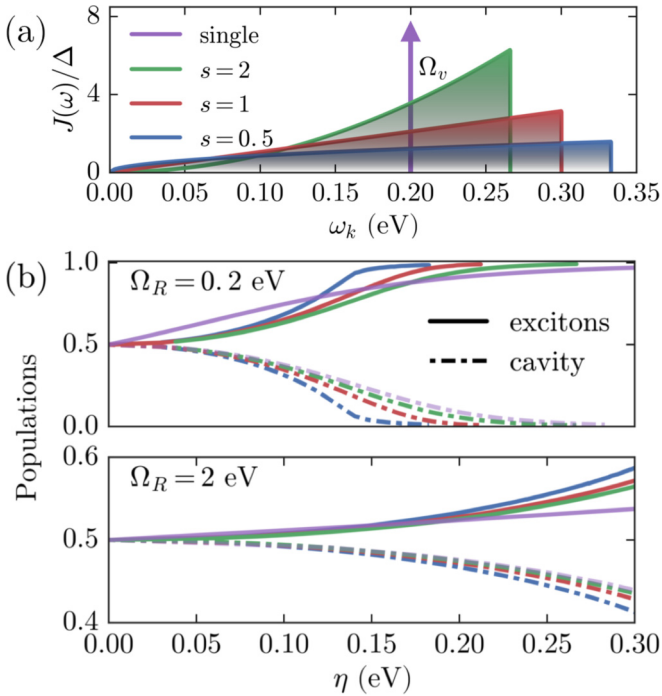 (a)
J(ω)/Δ
8
4
0
single
s = 2
s = 1
s = 0.5
Ω_v
0.00 0.05 0.10 0.15 0.20 0.25 0.30 0.35
ω_k (eV)
(b)
Populations
1.0
0.5
0.0
Ω_R = 0.2 eV
excitons
cavity
0.6
0.5
0.4
Ω_R = 2 eV
0.00 0.05 0.10 0.15 0.20 0.25 0.30
η (eV)